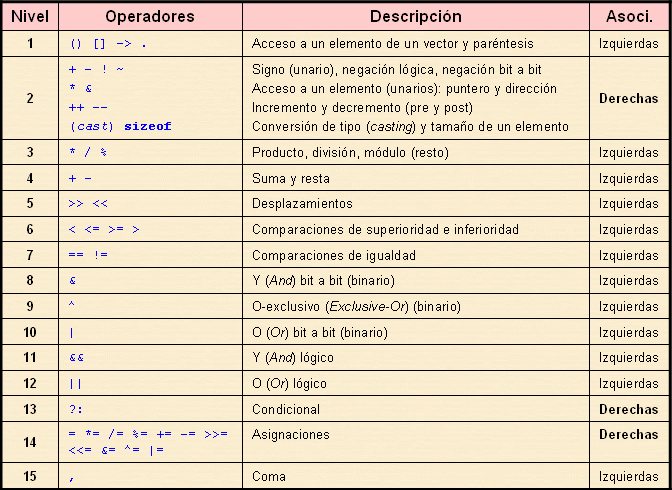 Nivel Operadores Descripción Asoci.
1 () [] -> . Acceso a un elemento de un vector y paréntesis Izquierdas
+ - ! ~ Signo (unario), negación lógica, negación bit a bit
* & Acceso a un elemento (unarios): puntero y dirección
2 Derechas
++ -- Incremento y decremento (pre y post)
(cast) sizeof Conversión de tipo (casting) y tamaño de un elemento
3 * / % Producto, división, módulo (resto) Izquierdas
4 + - Suma y resta Izquierdas
5 >> << Desplazamientos Izquierdas
6 < <= >= > Comparaciones de superioridad e inferioridad Izquierdas
7 == != Comparaciones de igualdad Izquierdas
8 & Y (And) bit a bit (binario) Izquierdas
9 ^ O-exclusivo (Exclusive-Or) (binario) Izquierdas
10 | O (Or) bit a bit (binario) Izquierdas
11 && Y (And) lógico Izquierdas
12 || O (Or) lógico Izquierdas
13 ?: Condicional Derechas
14 = *= /= %= += -= >>= Asignaciones Derechas
<<= &= ^= |=
15 , Coma Izquierdas